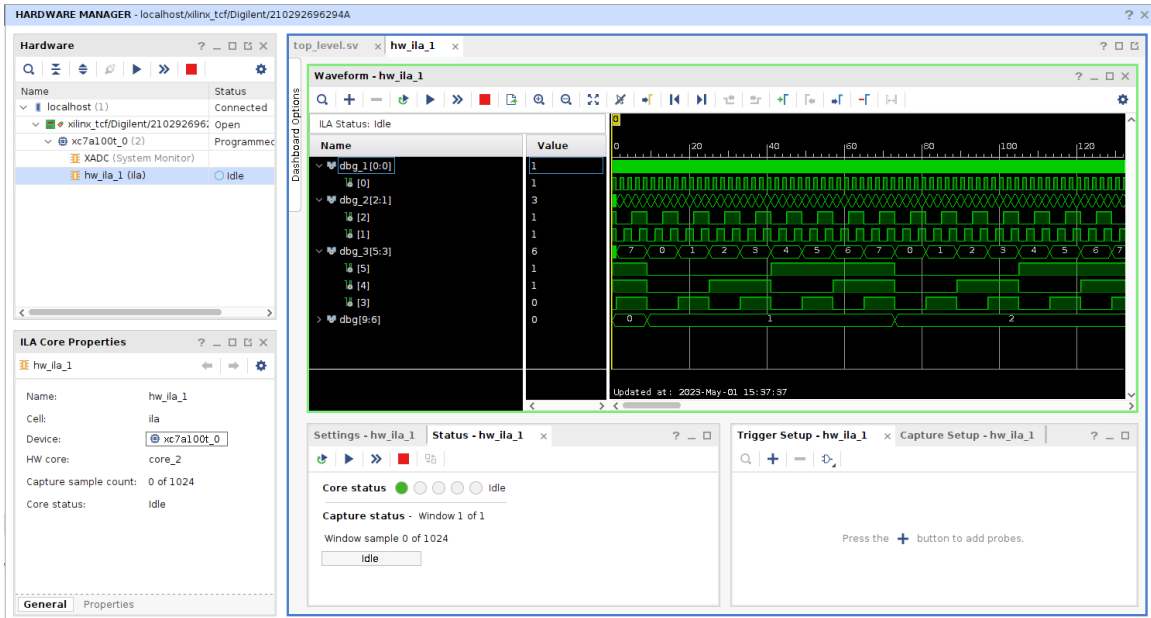 HARDWARE MANAGER - localhost/xilinx_tcf/Digilent/210292696294A
Hardware
Name Status
localhost (1) Connected
xilinx_tcf/Digilent/210292696 Open
xc7a100t_0 (2) Programmed
XADC (System Monitor)
hw_ila_1 (ila) Idle
ILA Core Properties
hw_ila_1
Name: hw_ila_1
Cell: ila
Device: xc7a100t_0
HW core: core_2
Capture sample count: 0 of 1024
Core status: Idle
General Properties
top_level.sv × hw_ila_1 ×
Dashboard Options
Waveform - hw_ila_1
ILA Status: Idle
Name Value
0
0 20 40 60 80 100 120
dbg_1[0:0] 1
[0] 1
dbg_2[2:1] 3
[2] 1
[1] 1
dbg_3[5:3] 6 7 0 1 2 3 4 5 6 7 0 1 2 3 4 5 6 7
[5] 1
[4] 1
[3] 0
dbg[9:6] 0 0 1 2
Updated at: 2023-May-01 15:37:37
Settings - hw_ila_1 Status - hw_ila_1 ×
Core status Idle
Capture status - Window 1 of 1
Window sample 0 of 1024
Idle
Trigger Setup - hw_ila_1 × Capture Setup - hw_ila_1
Press the + button to add probes.